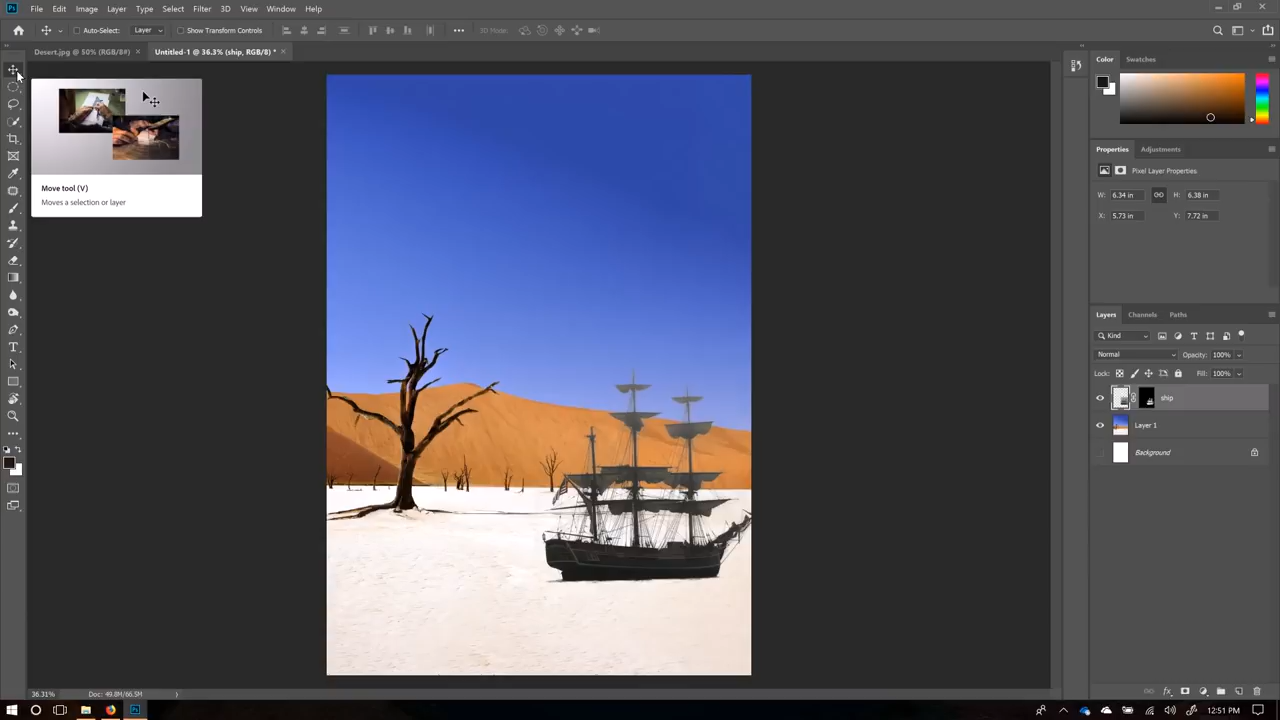 Ps File Edit Image Layer Type Select Filter 3D View Window Help
Auto-Select: Layer Show Transform Controls 3D Mode:
Desert.jpg @ 50% (RGB/8#) × Untitled-1 @ 36.3% (ship, RGB/8) * ×
Move tool (V)
Moves a selection or layer
Color Swatches
Properties Adjustments
Pixel Layer Properties
W: 6.34 in H: 6.38 in
X: 5.73 in Y: 7.72 in
Layers Channels Paths
Kind
Normal Opacity: 100%
Lock: Fill: 100%
ship
Layer 1
Background
36.31% Doc: 49.8M/66.5M
Ps 12:51 PM